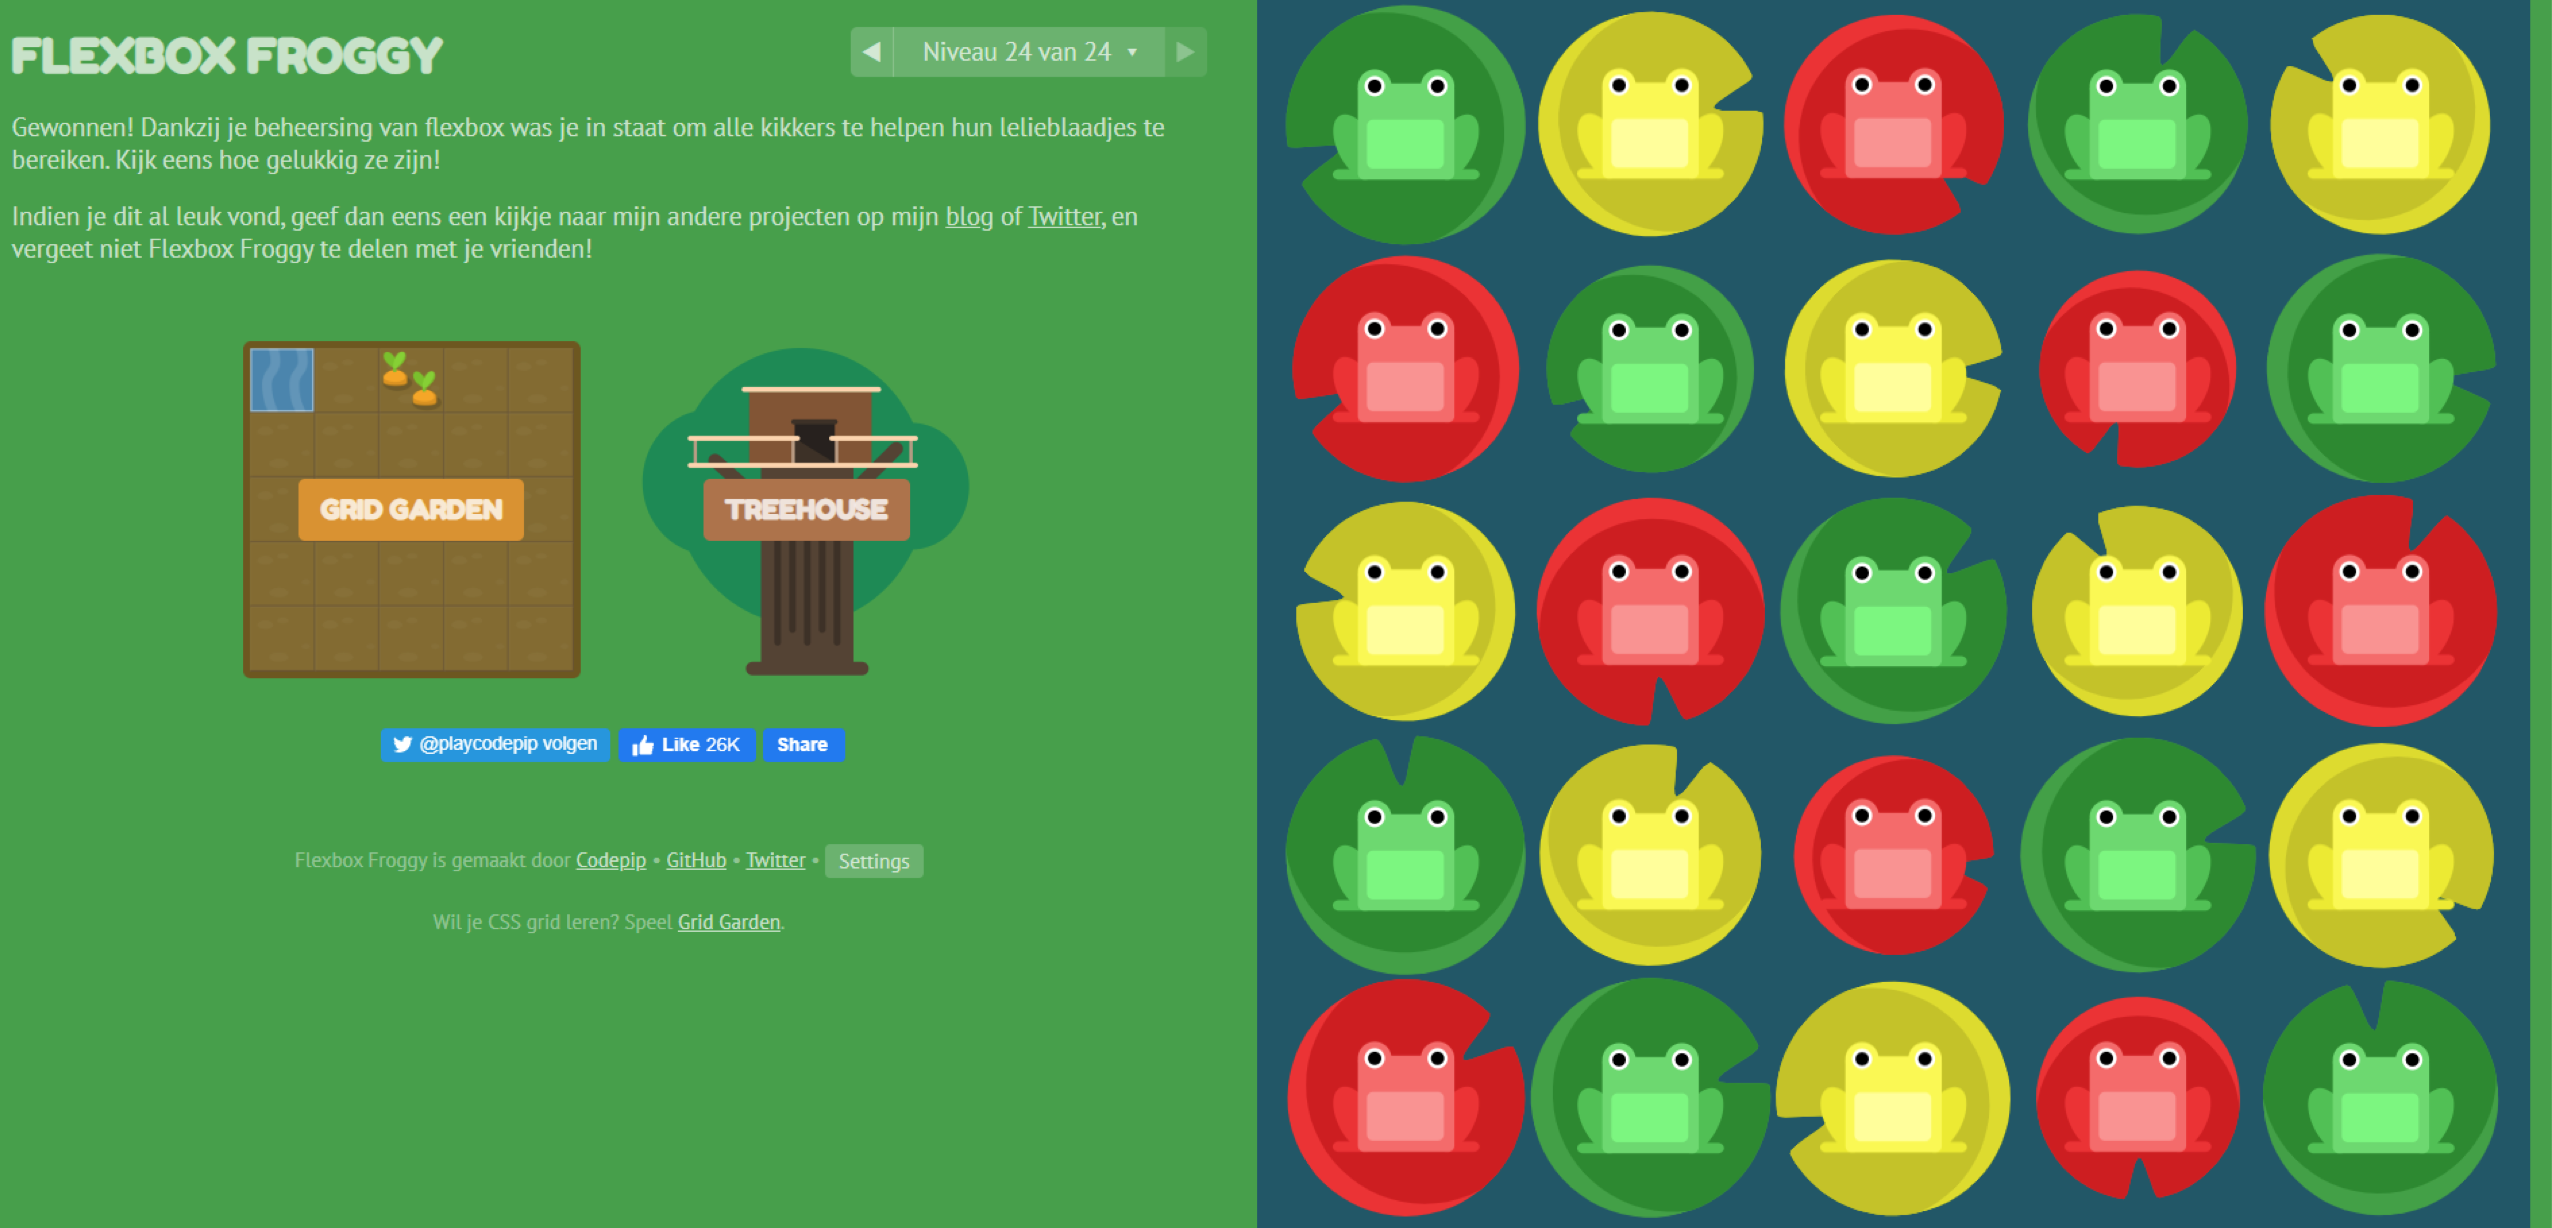 FLEXBOX FROGGY
Niveau 24 van 24
Gewonnen! Dankzij je beheersing van flexbox was je in staat om alle kikkers te helpen hun lelieblaadjes te
bereiken. Kijk eens hoe gelukkig ze zijn!
Indien je dit al leuk vond, geef dan eens een kijkje naar mijn andere projecten op mijn blog of Twitter, en
vergeet niet Flexbox Froggy te delen met je vrienden!
GRID GARDEN
TREEHOUSE
@playcodepip volgen
Like 26K
Share
Flexbox Froggy is gemaakt door Codepip • GitHub • Twitter • Settings
Wil je CSS grid leren? Speel Grid Garden.